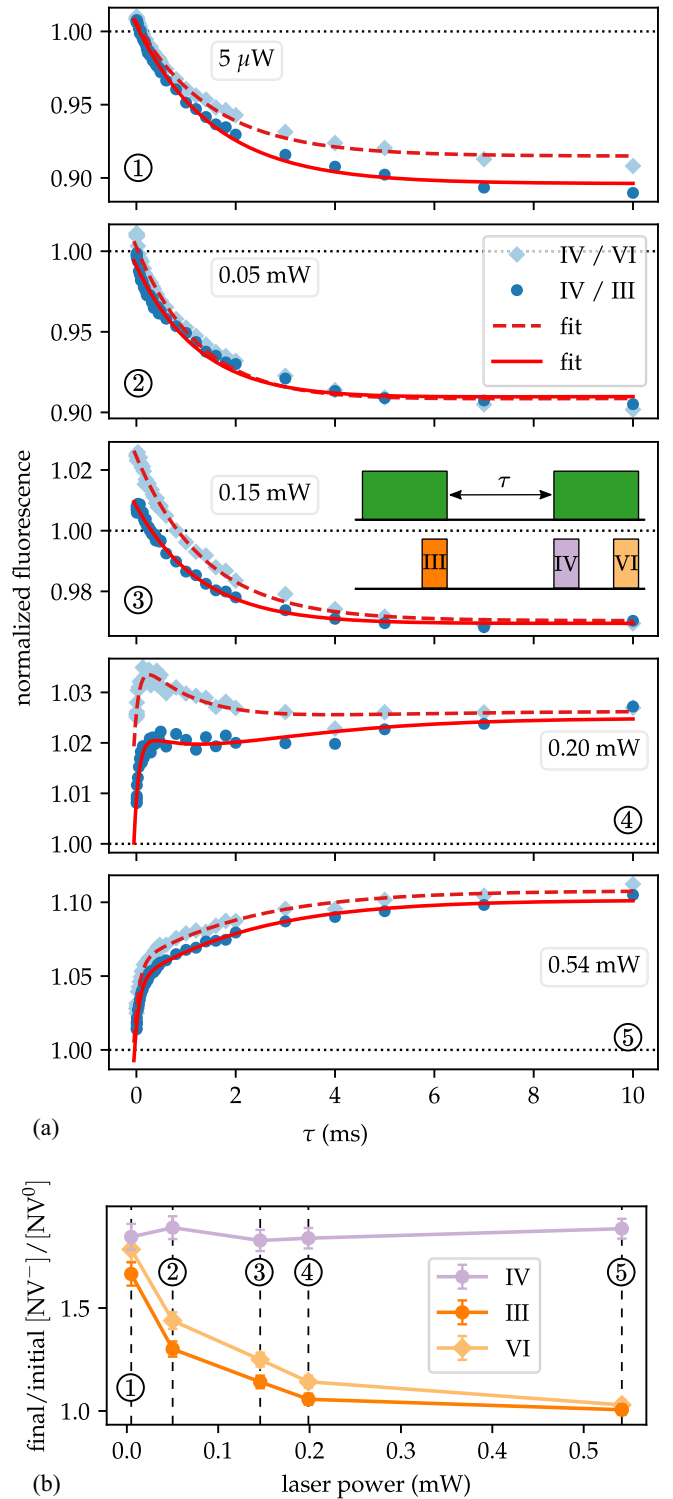 1.00
0.95
0.90
5 μW
①
1.00
0.95
0.90
0.05 mW
②
IV / VI
IV / III
fit
fit
1.02
1.00
0.98
0.15 mW
③
τ
III
IV
VI
normalized fluorescence
1.03
1.02
1.01
1.00
0.20 mW
④
1.10
1.05
1.00
0.54 mW
⑤
0 2 4 6 8 10
τ (ms)
(a)
final/initial [NV⁻]/[NV⁰]
1.5
1.0
① ② ③ ④ ⑤
IV
III
VI
0.0 0.1 0.2 0.3 0.4 0.5
laser power (mW)
(b)